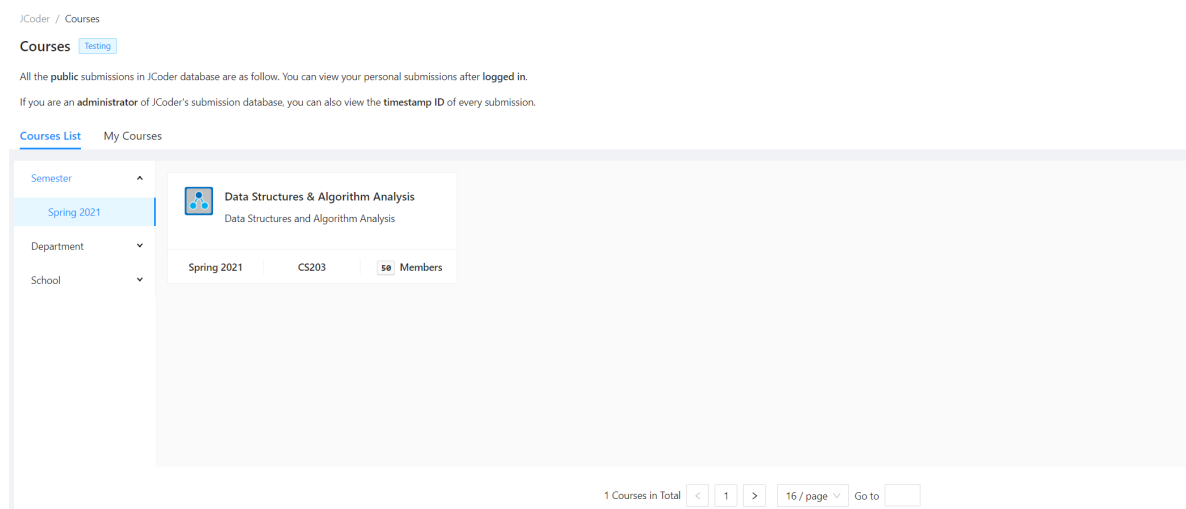 JCoder / Courses
Courses Testing
All the public submissions in JCoder database are as follow. You can view your personal submissions after logged in.
If you are an administrator of JCoder's submission database, you can also view the timestamp ID of every submission.
Courses List My Courses
Semester
Spring 2021
Department
School
Data Structures & Algorithm Analysis
Data Structures and Algorithm Analysis
Spring 2021 CS203 50 Members
1 Courses in Total < 1 > 16 / page Go to